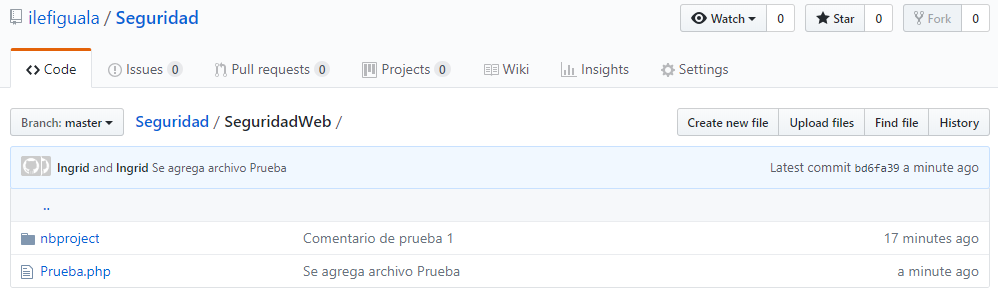 ilefiguala / Seguridad Watch 0 Star 0 Fork 0
Code Issues 0 Pull requests 0 Projects 0 Wiki Insights Settings
Branch: master Seguridad / SeguridadWeb / Create new file Upload files Find file History
Ingrid and Ingrid Se agrega archivo Prueba Latest commit bd6fa39 a minute ago
..
nbproject Comentario de prueba 1 17 minutes ago
Prueba.php Se agrega archivo Prueba a minute ago